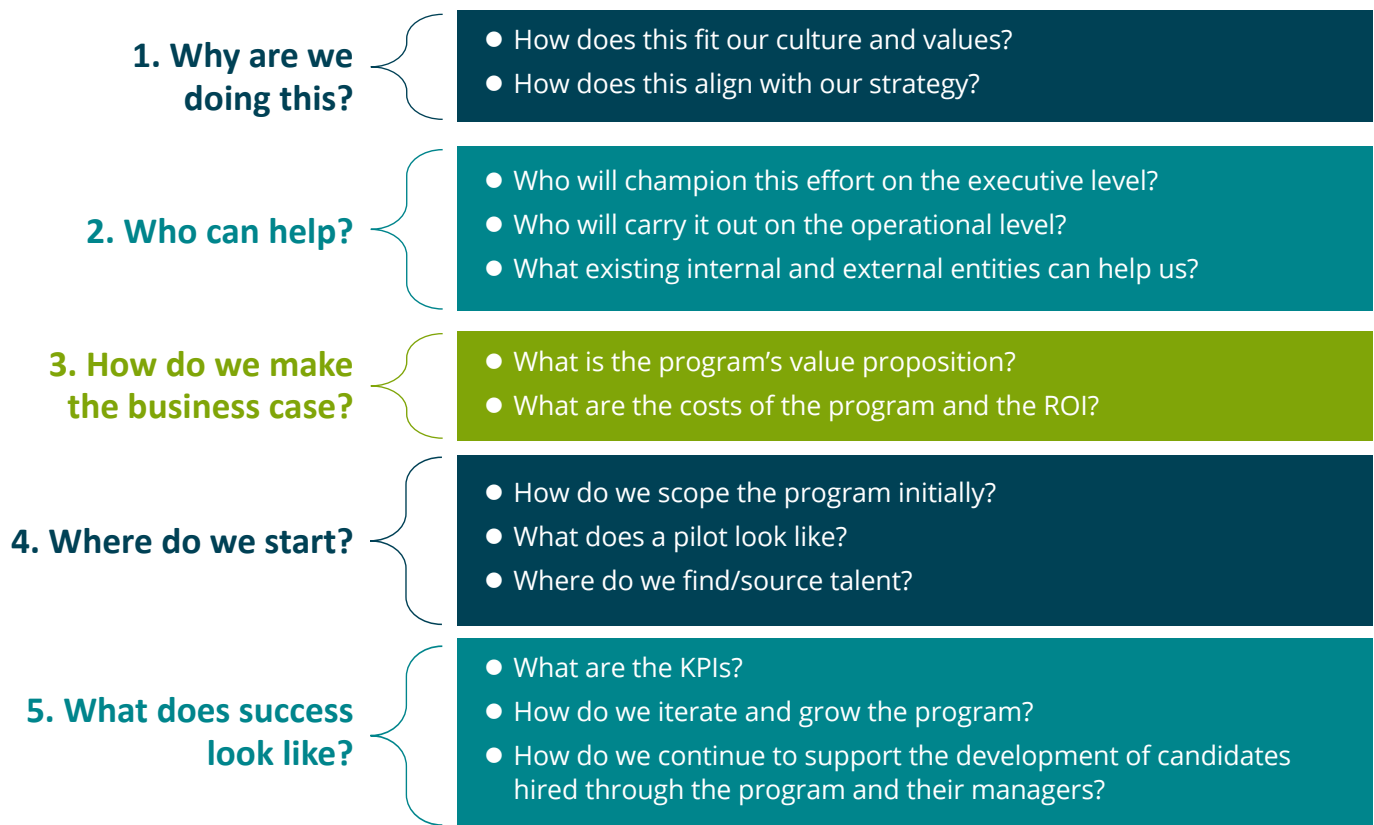 1. Why are we
doing this?
● How does this fit our culture and values?
● How does this align with our strategy?
2. Who can help?
● Who will champion this effort on the executive level?
● Who will carry it out on the operational level?
● What existing internal and external entities can help us?
3. How do we make
the business case?
● What is the program’s value proposition?
● What are the costs of the program and the ROI?
4. Where do we start?
● How do we scope the program initially?
● What does a pilot look like?
● Where do we find/source talent?
5. What does success
look like?
● What are the KPIs?
● How do we iterate and grow the program?
● How do we continue to support the development of candidates
hired through the program and their managers?